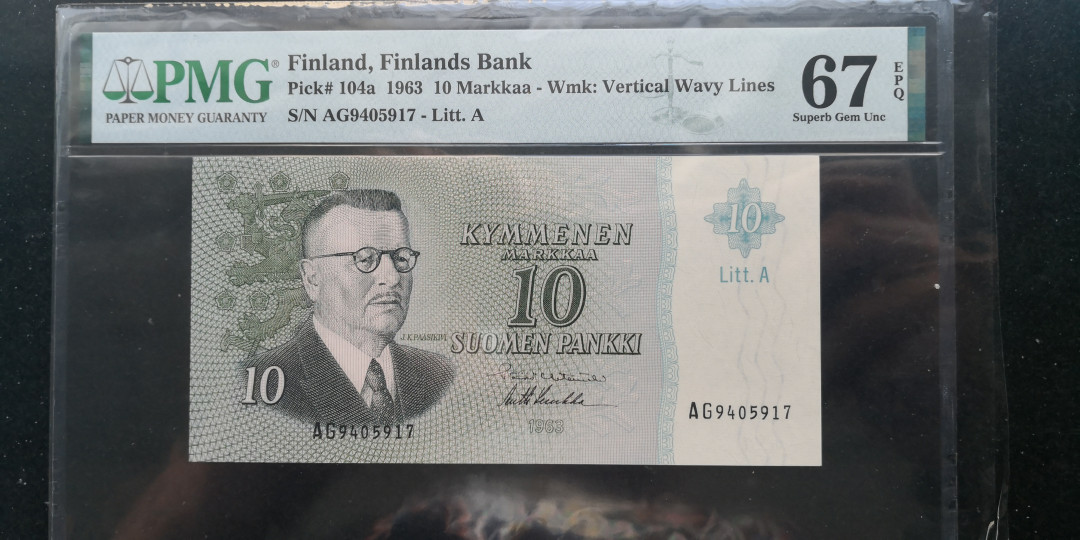 PMG®
PAPER MONEY GUARANTY
Finland, Finlands Bank
Pick# 104a 1963 10 Markkaa - Wmk: Vertical Wavy Lines
S/N AG9405917 - Litt. A
67
Superb Gem Unc
EPQ
KYMMENEN
MARKKAA
10
SUOMEN PANKKI
J.K.PAASIKIVI
10
AG9405917
1963
10
Litt. A
AG9405917